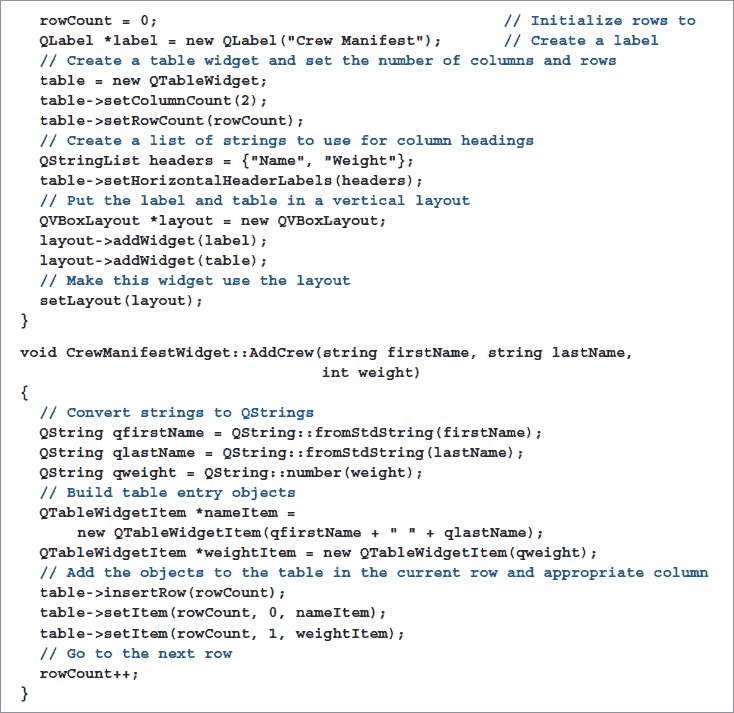 rowCount = 0; // Initialize rows to
QLabel *label = new QLabel("Crew Manifest"); // Create a label
// Create a table widget and set the number of columns and rows
table = new QTableWidget;
table->setColumnCount(2);
table->setRowCount(rowCount);
// Create a list of strings to use for column headings
QStringList headers = {"Name", "Weight"};
table->setHorizontalHeaderLabels(headers);
// Put the label and table in a vertical layout
QVBoxLayout *layout = new QVBoxLayout;
layout->addWidget(label);
layout->addWidget(table);
// Make this widget use the layout
setLayout(layout);
}
void CrewManifestWidget::AddCrew(string firstName, string lastName,
int weight)
{
// Convert strings to QStrings
QString qfirstName = QString::fromStdString(firstName);
QString qlastName = QString::fromStdString(lastName);
QString qweight = QString::number(weight);
// Build table entry objects
QTableWidgetItem *nameItem =
new QTableWidgetItem(qfirstName + " " + qlastName);
QTableWidgetItem *weightItem = new QTableWidgetItem(qweight);
// Add the objects to the table in the current row and appropriate column
table->insertRow(rowCount);
table->setItem(rowCount, 0, nameItem);
table->setItem(rowCount, 1, weightItem);
// Go to the next row
rowCount++;
}